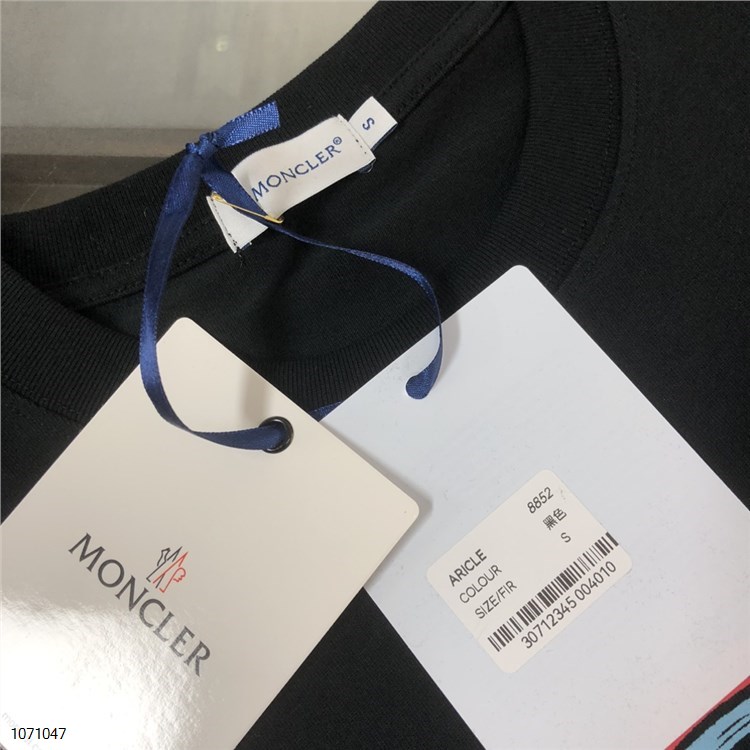 S
MONCLER®
MONCLER
ARICLE 8852
COLOUR 黑色
SIZE/FIR S
30712345 004010
1071047